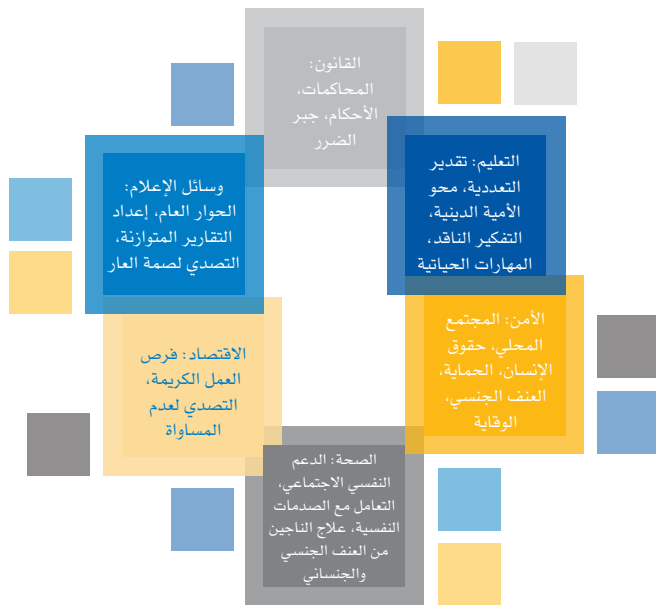 القانون:
المحاكمات،
الأحكام، جبر
الضرر
التعليم: تقدير
التعددية، محو
الأمية الدينية،
التفكير الناقد،
المهارات الحياتية
وسائل الإعلام:
الحوار العام، إعداد
التقارير المتوازنة،
التصدي لصمة العار
الأمن: المجتمع
المحلي، حقوق
الإنسان، الحماية،
العنف الجنسي،
الوقاية
الاقتصاد: فرص
العمل الكريمة،
التصدي لعدم
المساواة
الصحة: الدعم
النفسي الاجتماعي،
التعامل مع الصدمات
النفسية، علاج الناجين
من العنف الجنسي
والجنساني